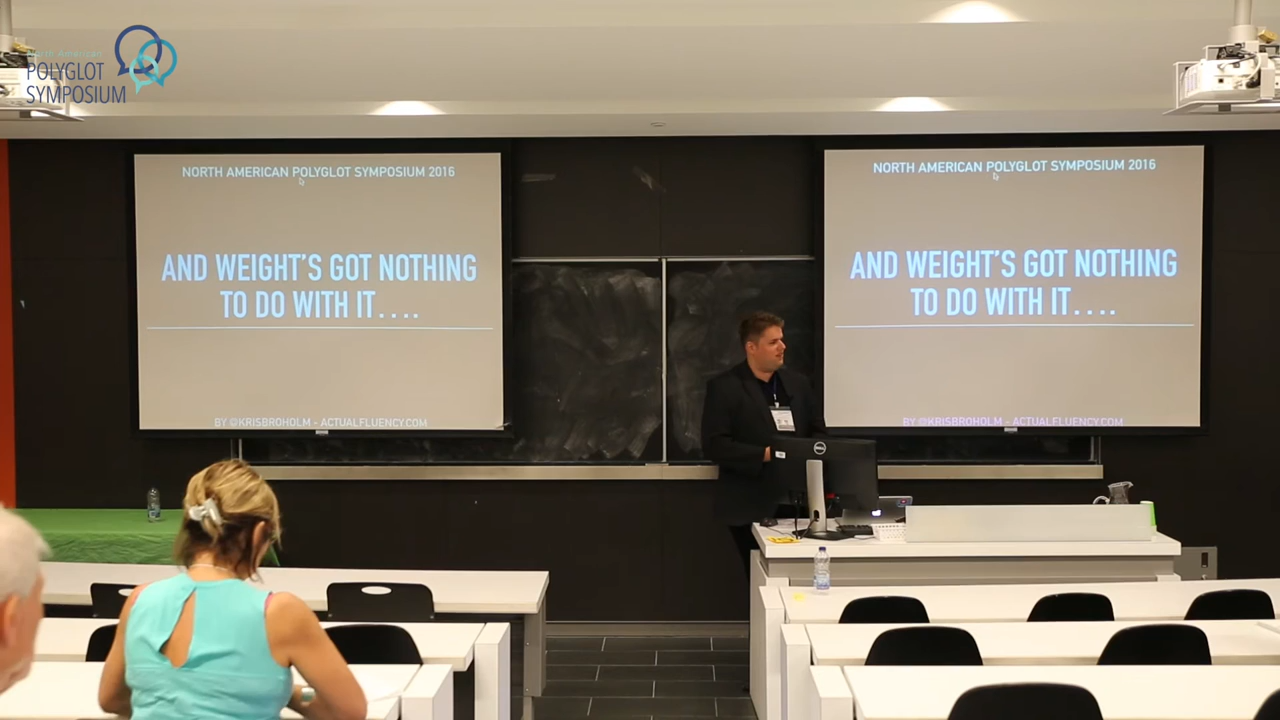 North American
POLYGLOT
SYMPOSIUM
NORTH AMERICAN POLYGLOT SYMPOSIUM 2016
AND WEIGHT'S GOT NOTHING
TO DO WITH IT....
BY @KRISBROHOLM - ACTUALFLUENCY.COM
NORTH AMERICAN POLYGLOT SYMPOSIUM 2016
AND WEIGHT'S GOT NOTHING
TO DO WITH IT....
BY @KRISBROHOLM - ACTUALFLUENCY.COM
DELL